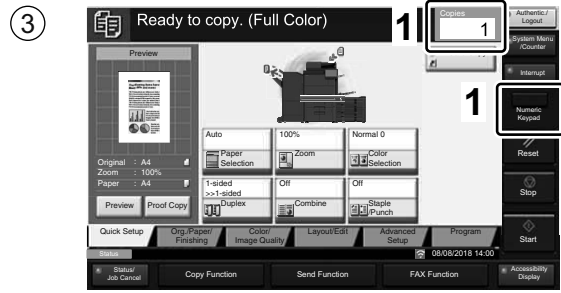 3
Ready to copy. (Full Color)
1
Copies
1
Authentic./
Logout
System Menu
/Counter
Interrupt
1
Numeric
Keypad
Reset
Stop
Start
Preview
Original : A4
Zoom : 100%
Paper : A4
Preview
Proof Copy
Auto
Paper
Selection
100%
Zoom
Normal 0
Color
Selection
1-sided
>>1-sided
Duplex
Off
Combine
Off
Staple
/Punch
Quick Setup
Org./Paper/
Finishing
Color/
Image Quality
Layout/Edit
Advanced
Setup
Program
Status
08/08/2018 14:00
Status/
Job Cancel
Copy Function
Send Function
FAX Function
Accessibility
Display